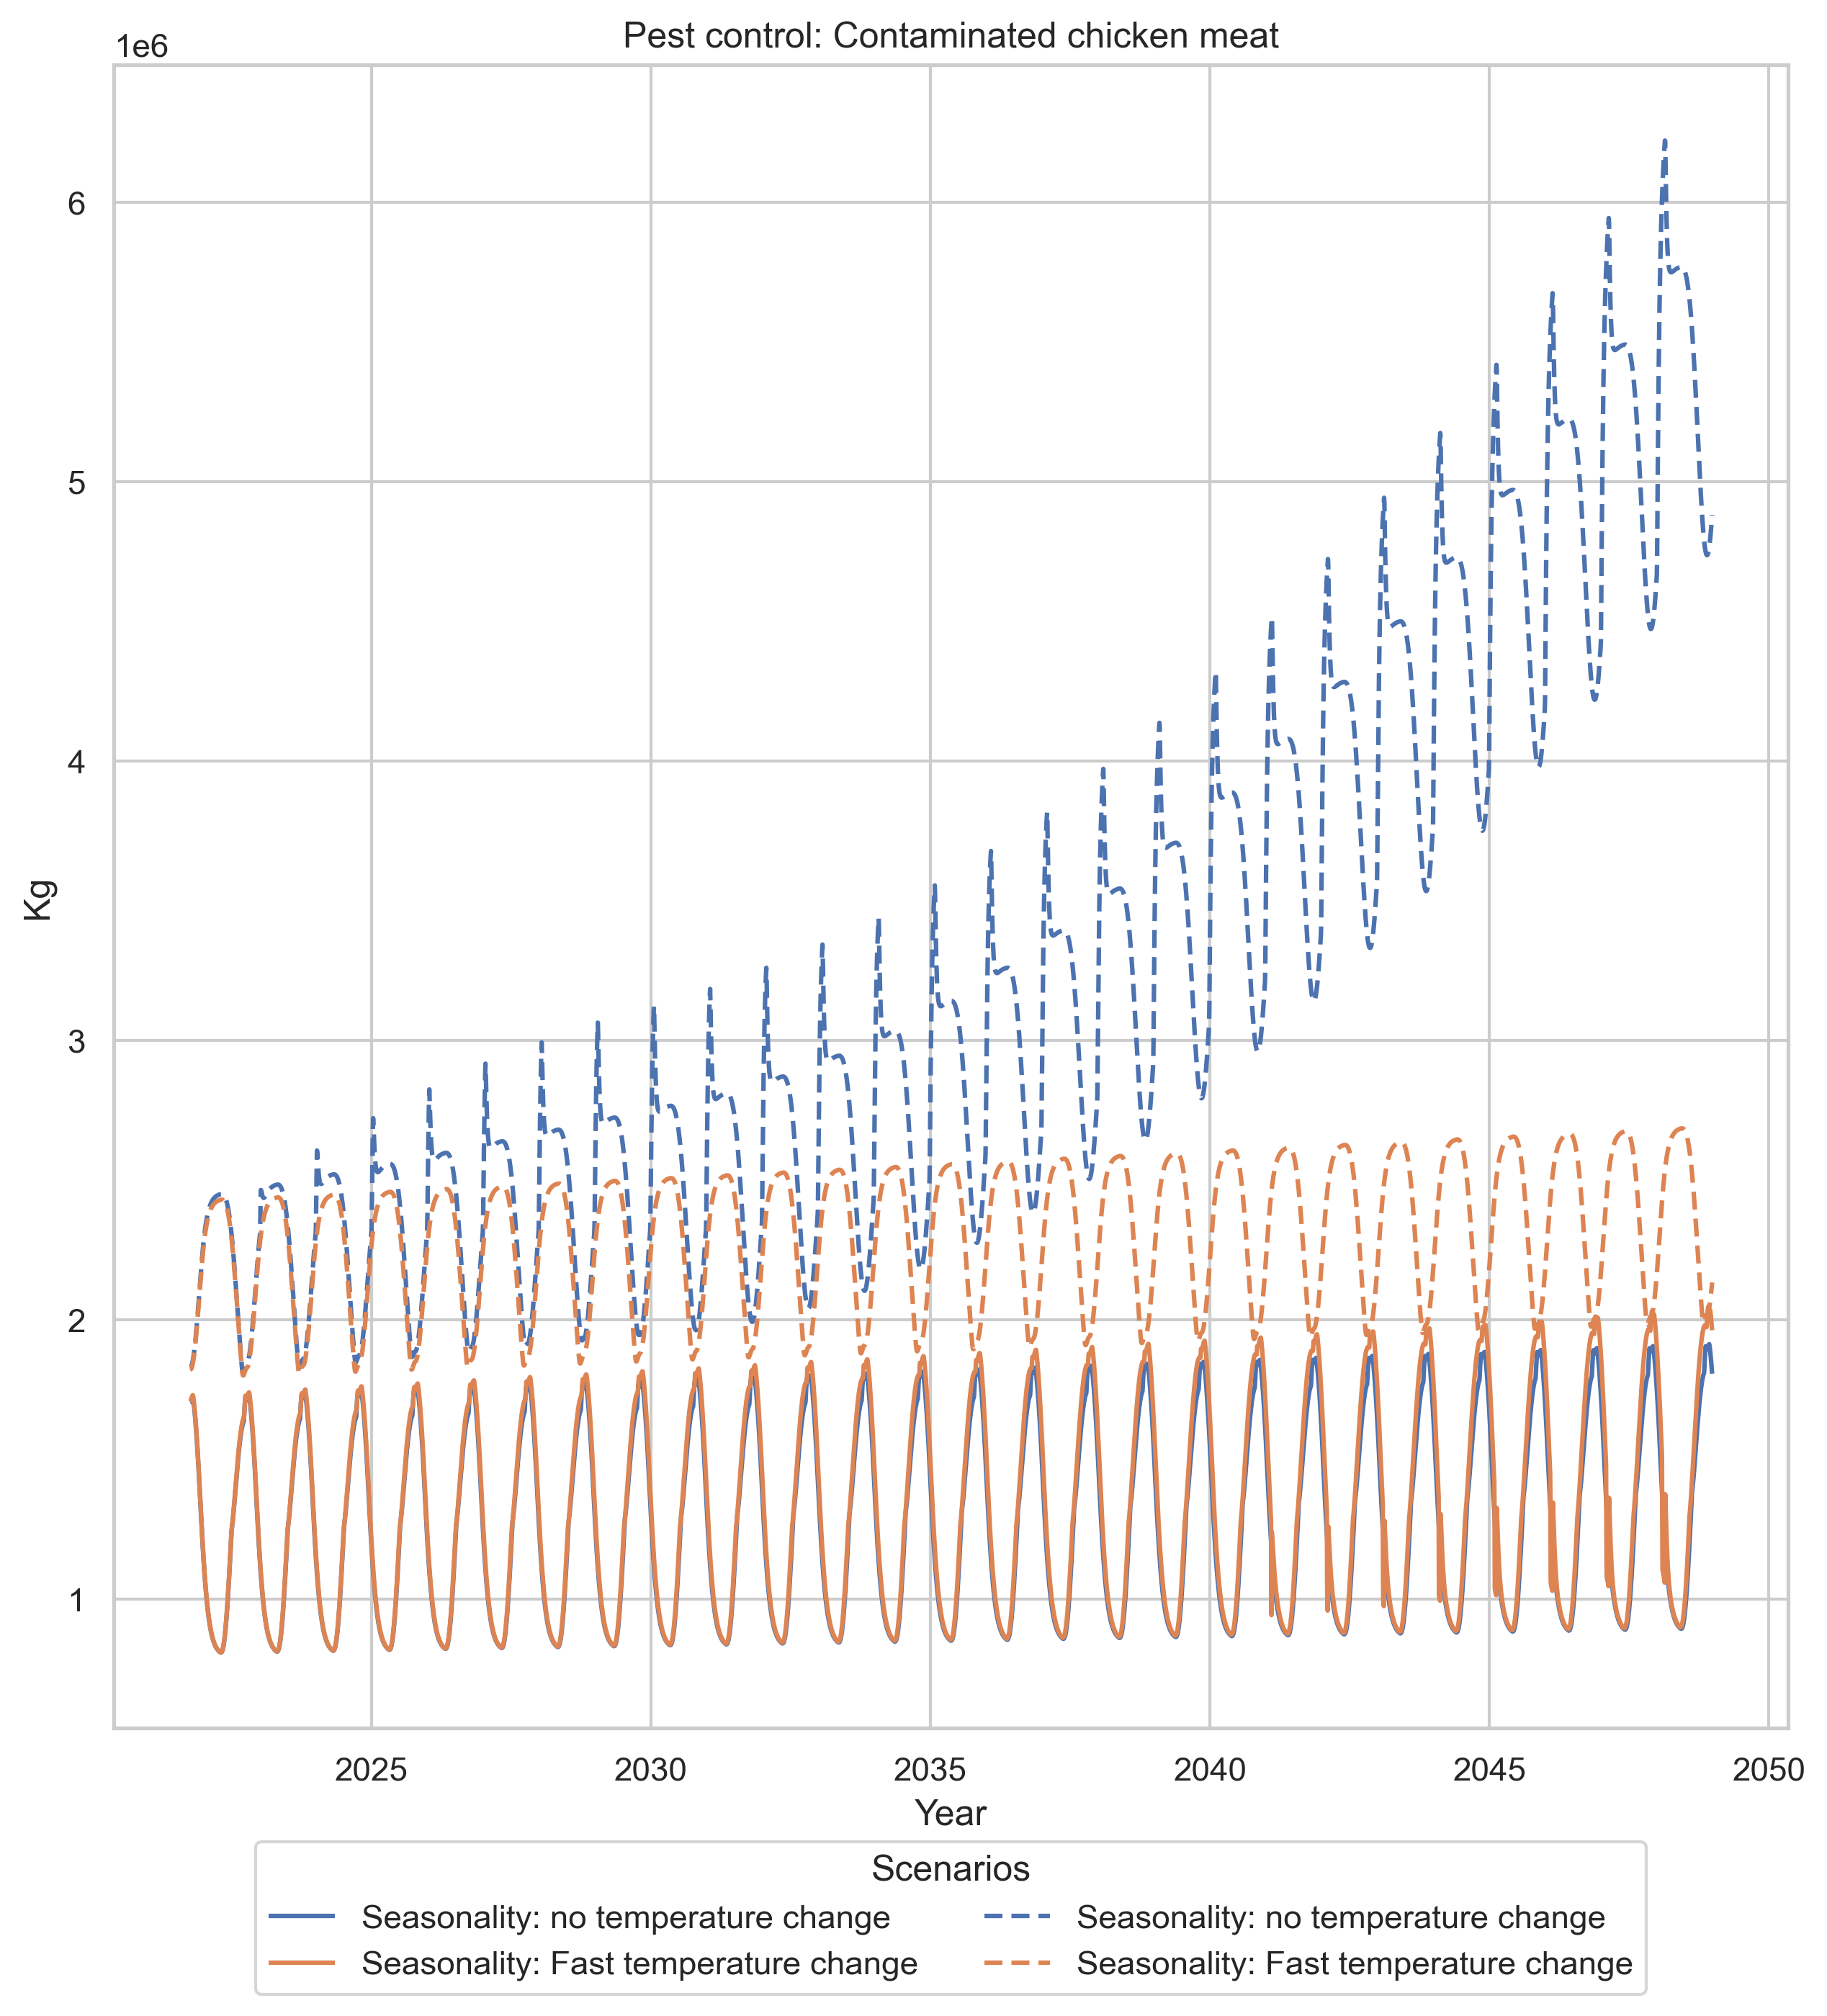 Pest control: Contaminated chicken meat
1e6
6
5
4
3
2
1
Kg
2025 2030 2035 2040 2045 2050
Year
Scenarios
Seasonality: no temperature change Seasonality: no temperature change
Seasonality: Fast temperature change Seasonality: Fast temperature change